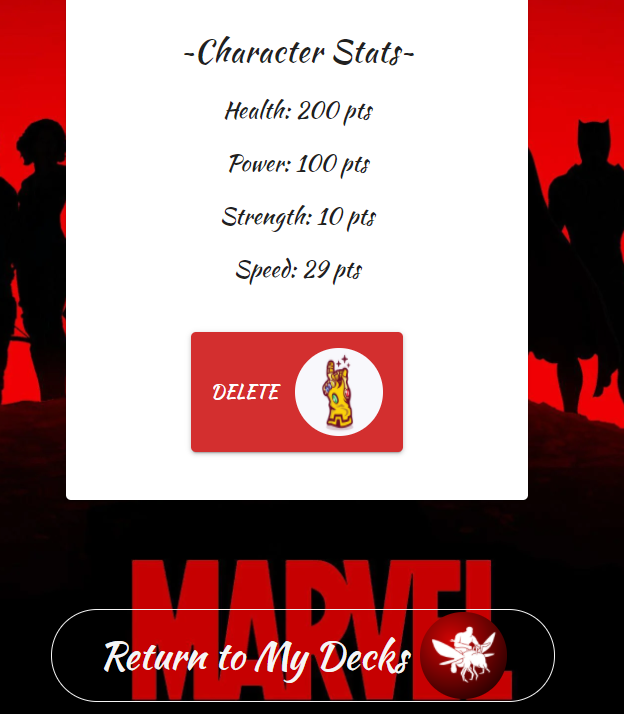 -Character Stats-
Health: 200 pts
Power: 100 pts
Strength: 10 pts
Speed: 29 pts
DELETE
MARVEL
Return to My Decks